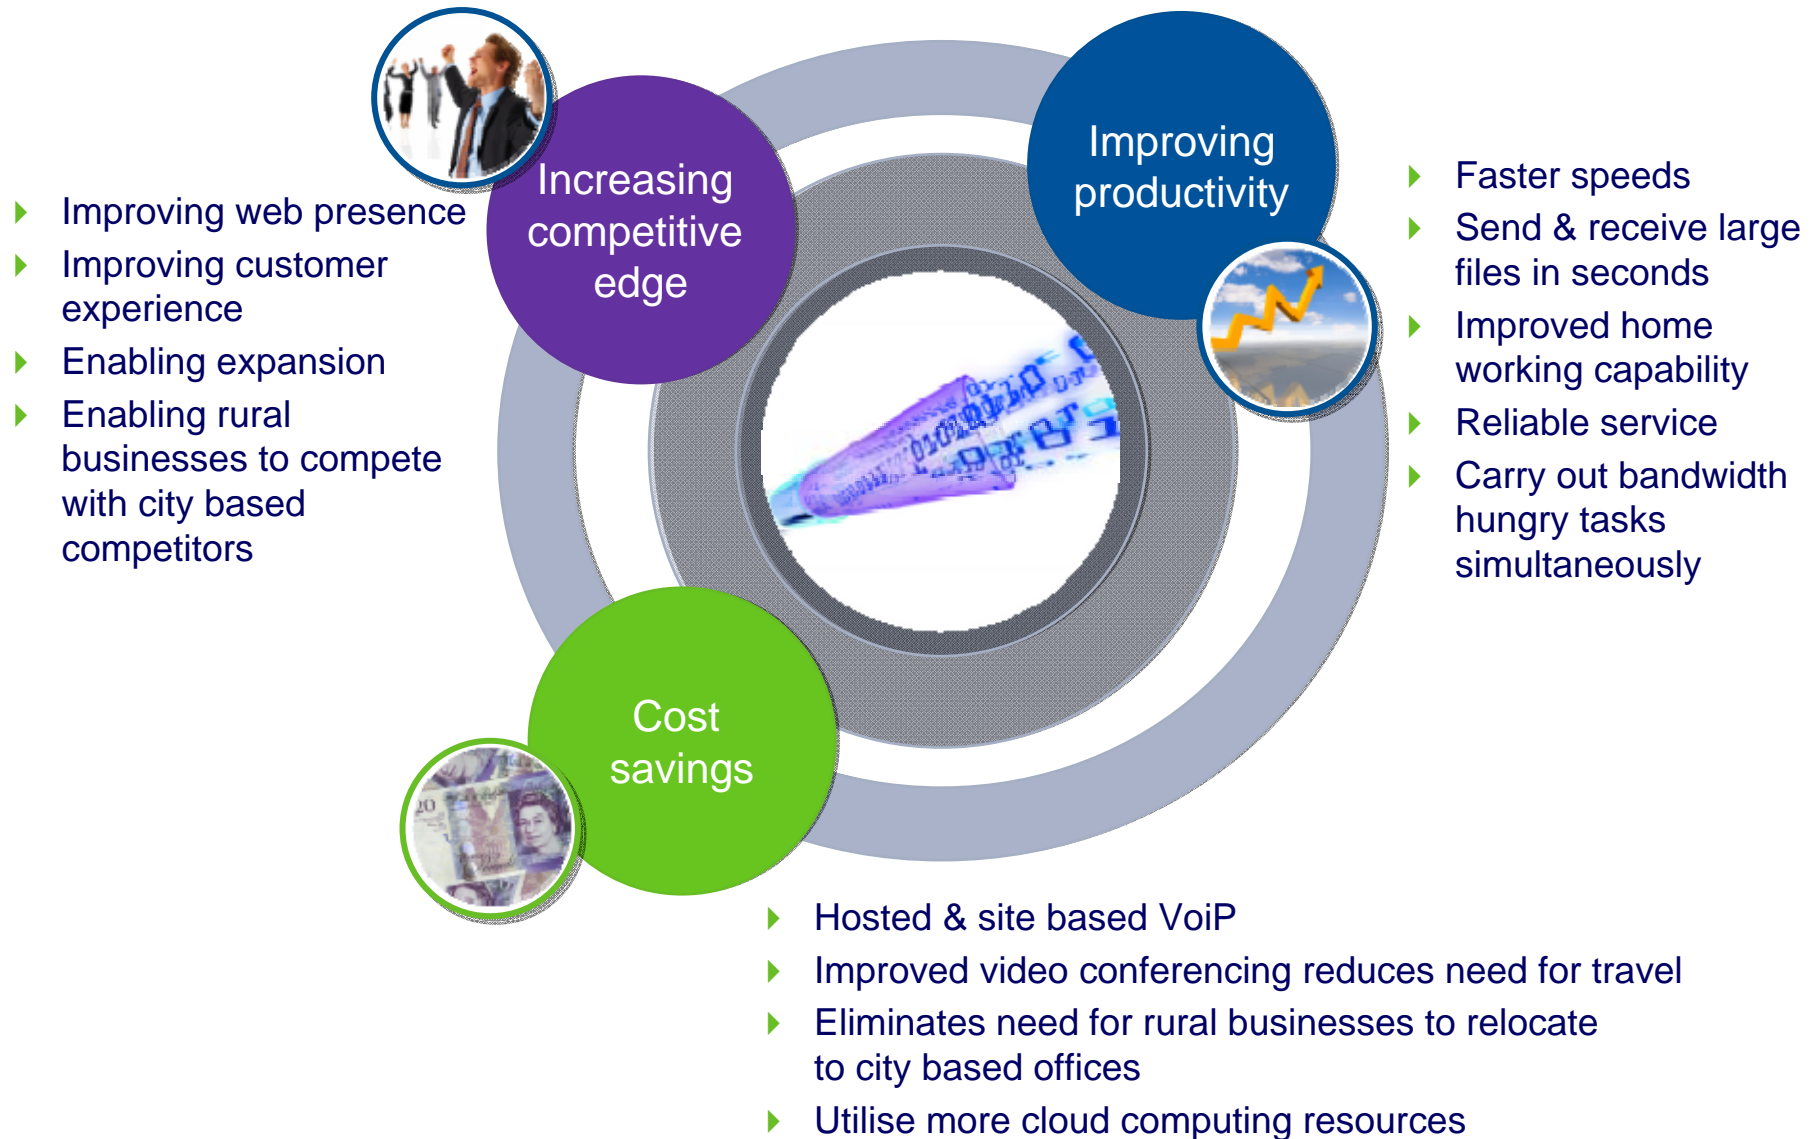 Increasing
competitive
edge
Improving web presence
Improving customer
experience
Enabling expansion
Enabling rural
businesses to compete
with city based
competitors
Improving
productivity
Faster speeds
Send & receive large
files in seconds
Improved home
working capability
Reliable service
Carry out bandwidth
hungry tasks
simultaneously
Cost
savings
20
Hosted & site based VoiP
Improved video conferencing reduces need for travel
Eliminates need for rural businesses to relocate
to city based offices
Utilise more cloud computing resources